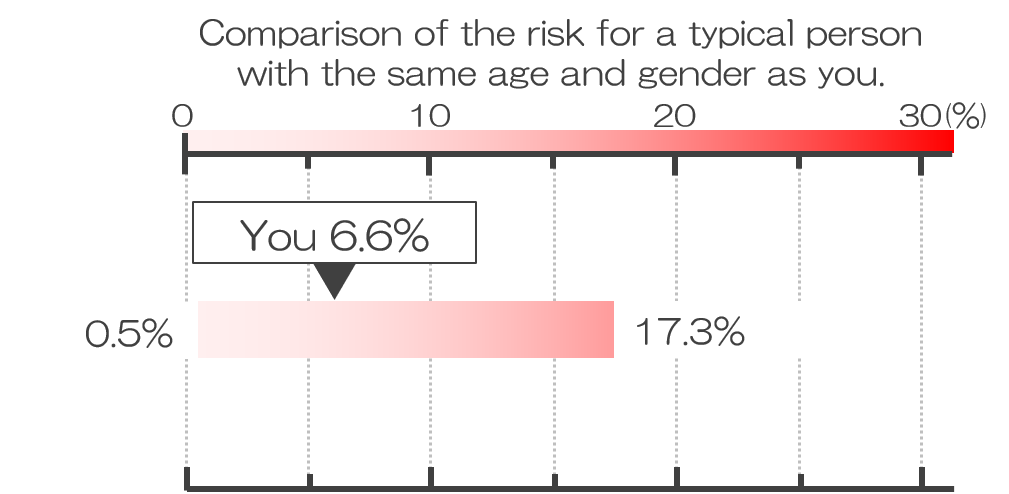 Comparison of the risk for a typical person
with the same age and gender as you.
0 10 20 30(%)
You 6.6%
0.5% 17.3%